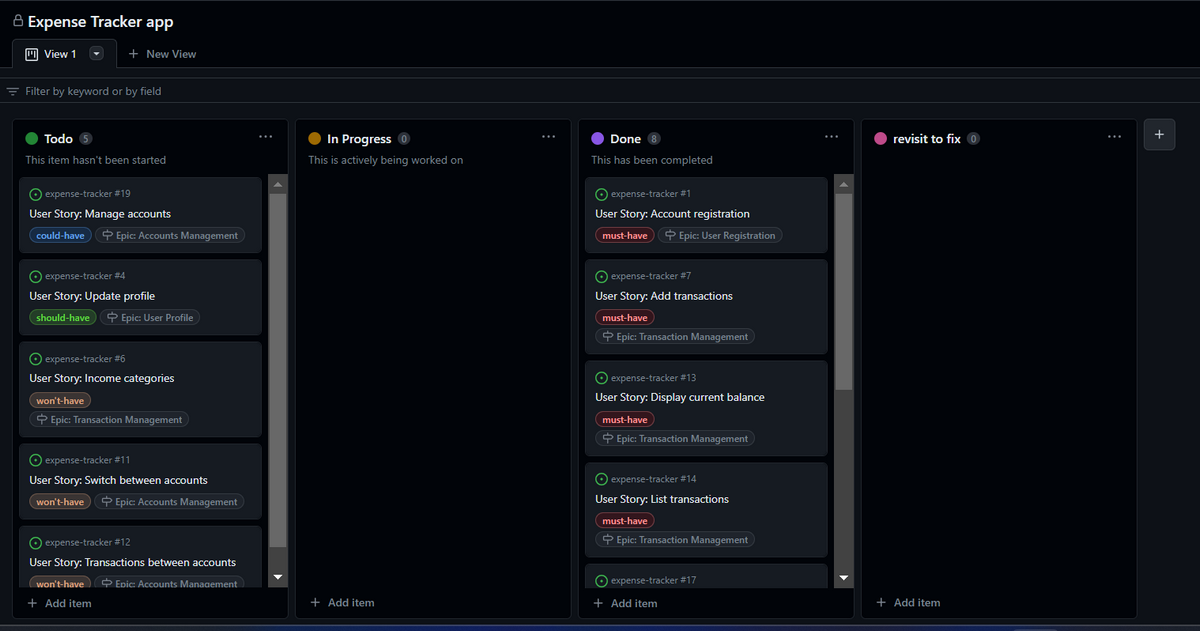 Expense Tracker app
View 1
New View
Filter by keyword or by field
Todo 5
This item hasn't been started
expense-tracker #19
User Story: Manage accounts
could-have Epic: Accounts Management
expense-tracker #4
User Story: Update profile
should-have Epic: User Profile
expense-tracker #6
User Story: Income categories
won't-have
Epic: Transaction Management
expense-tracker #11
User Story: Switch between accounts
won't-have Epic: Accounts Management
expense-tracker #12
User Story: Transactions between accounts
won't-have Epic: Accounts Management
+ Add item
In Progress 0
This is actively being worked on
+ Add item
Done 8
This has been completed
expense-tracker #1
User Story: Account registration
must-have Epic: User Registration
expense-tracker #7
User Story: Add transactions
must-have
Epic: Transaction Management
expense-tracker #13
User Story: Display current balance
must-have
Epic: Transaction Management
expense-tracker #14
User Story: List transactions
must-have
Epic: Transaction Management
expense-tracker #17
+ Add item
revisit to fix 0
+ Add item